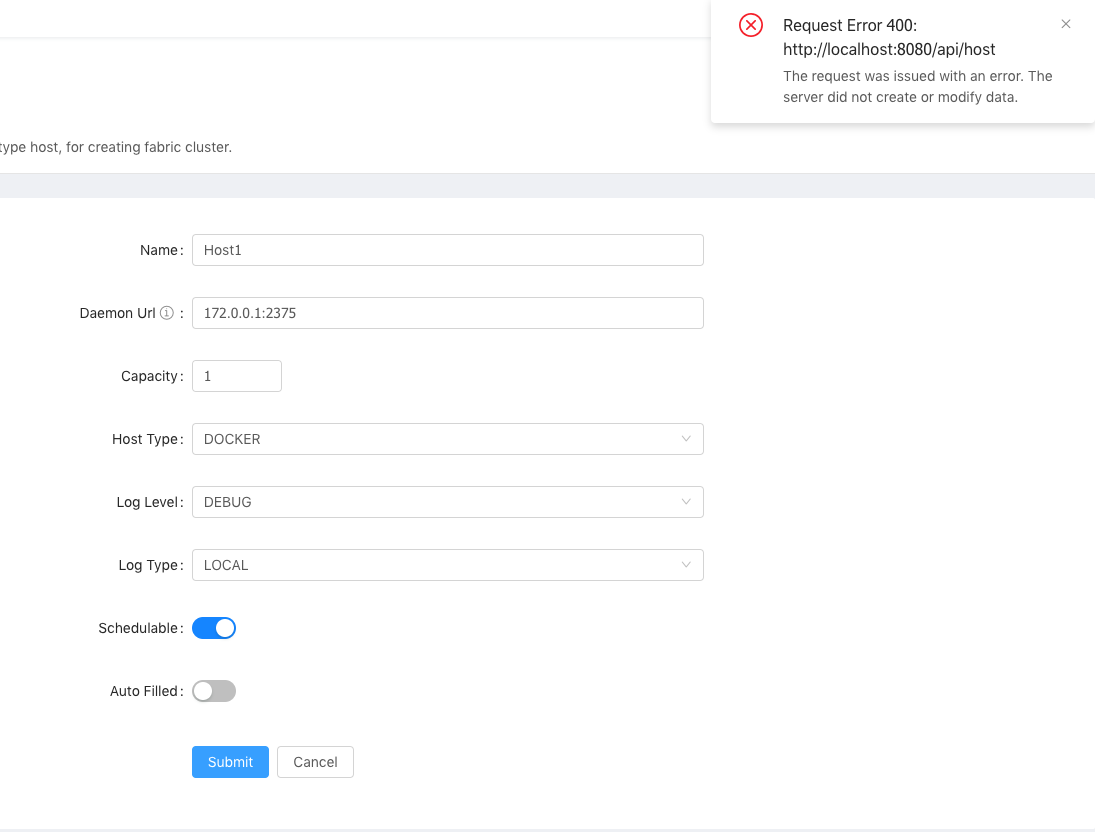 Request Error 400:
http://localhost:8080/api/host
The request was issued with an error. The
server did not create or modify data.
type host, for creating fabric cluster.
Name :
Host1
Daemon Url :
172.0.0.1:2375
Capacity :
1
Host Type :
DOCKER
Log Level :
DEBUG
Log Type :
LOCAL
Schedulable :
Auto Filled :
Submit
Cancel